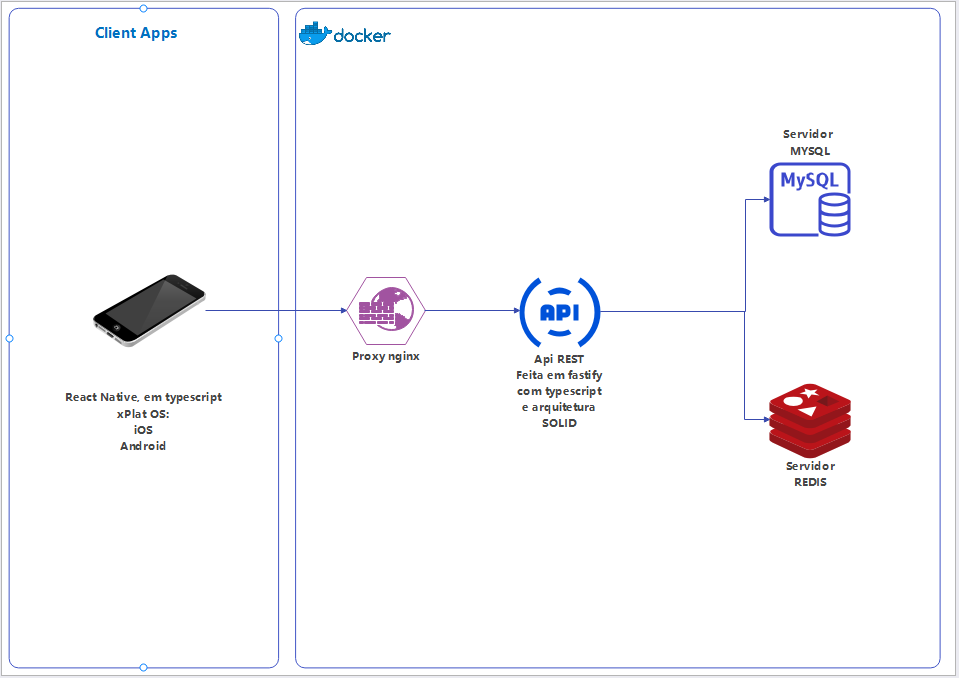 Client Apps
docker
Servidor
MYSQL
MySQL
API
Proxy nginx
Api REST
Feita em fastify
com typescript
e arquitetura
SOLID
React Native, em typescript
xPlat OS:
iOS
Android
Servidor
REDIS